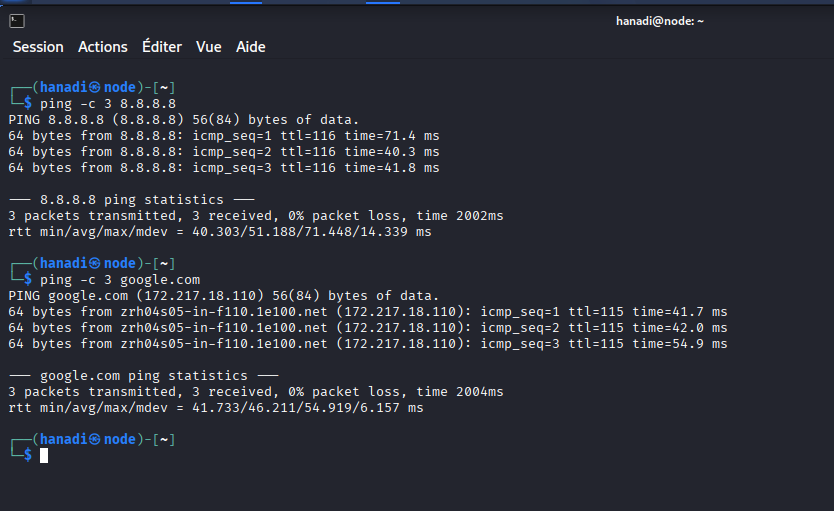 hanadi@node: ~
Session Actions Éditer Vue Aide
┌──(hanadi㉿node)-[~]
└─$ ping -c 3 8.8.8.8
PING 8.8.8.8 (8.8.8.8) 56(84) bytes of data.
64 bytes from 8.8.8.8: icmp_seq=1 ttl=116 time=71.4 ms
64 bytes from 8.8.8.8: icmp_seq=2 ttl=116 time=40.3 ms
64 bytes from 8.8.8.8: icmp_seq=3 ttl=116 time=41.8 ms
--- 8.8.8.8 ping statistics ---
3 packets transmitted, 3 received, 0% packet loss, time 2002ms
rtt min/avg/max/mdev = 40.303/51.188/71.448/14.339 ms
┌──(hanadi㉿node)-[~]
└─$ ping -c 3 google.com
PING google.com (172.217.18.110) 56(84) bytes of data.
64 bytes from zrh04s05-in-f110.1e100.net (172.217.18.110): icmp_seq=1 ttl=115 time=41.7 ms
64 bytes from zrh04s05-in-f110.1e100.net (172.217.18.110): icmp_seq=2 ttl=115 time=42.0 ms
64 bytes from zrh04s05-in-f110.1e100.net (172.217.18.110): icmp_seq=3 ttl=115 time=54.9 ms
--- google.com ping statistics ---
3 packets transmitted, 3 received, 0% packet loss, time 2004ms
rtt min/avg/max/mdev = 41.733/46.211/54.919/6.157 ms
┌──(hanadi㉿node)-[~]
└─$